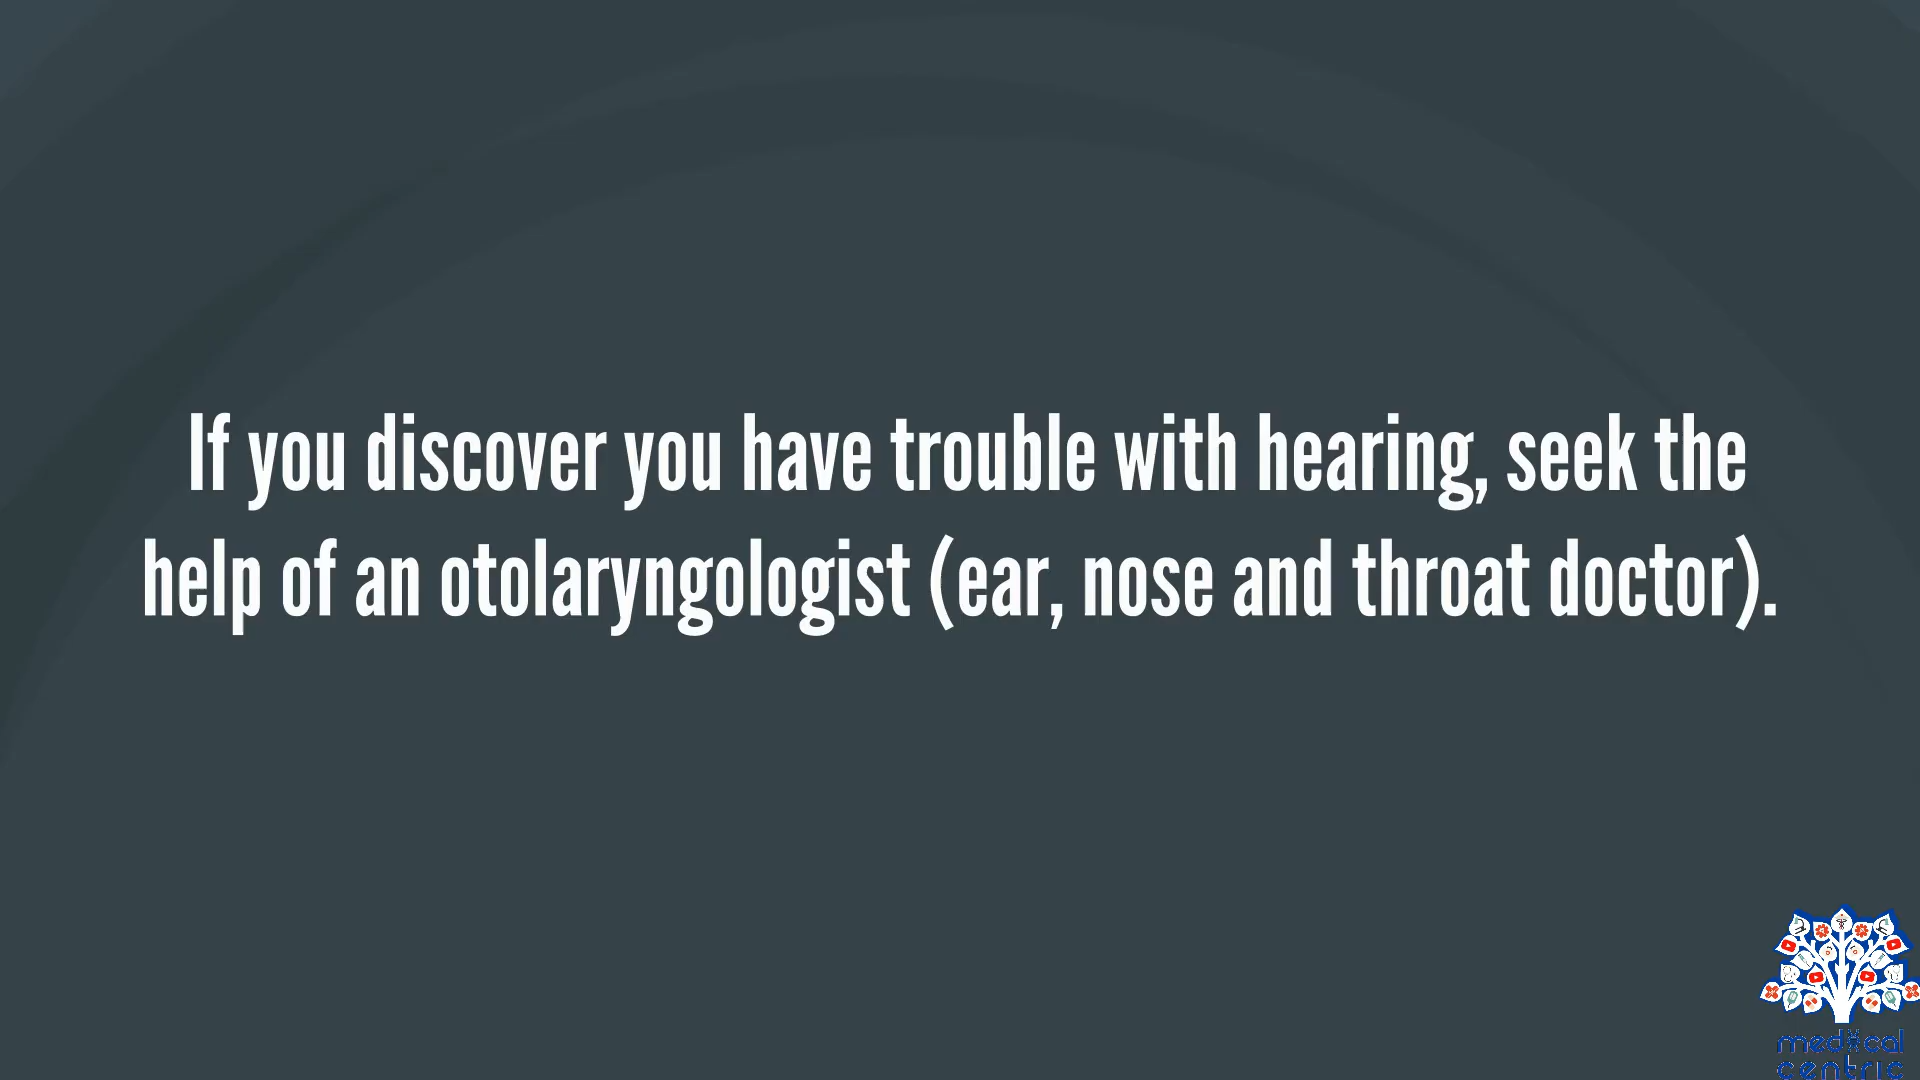 If you discover you have trouble with hearing, seek the
help of an otolaryngologist (ear, nose and throat doctor).
medical
centric